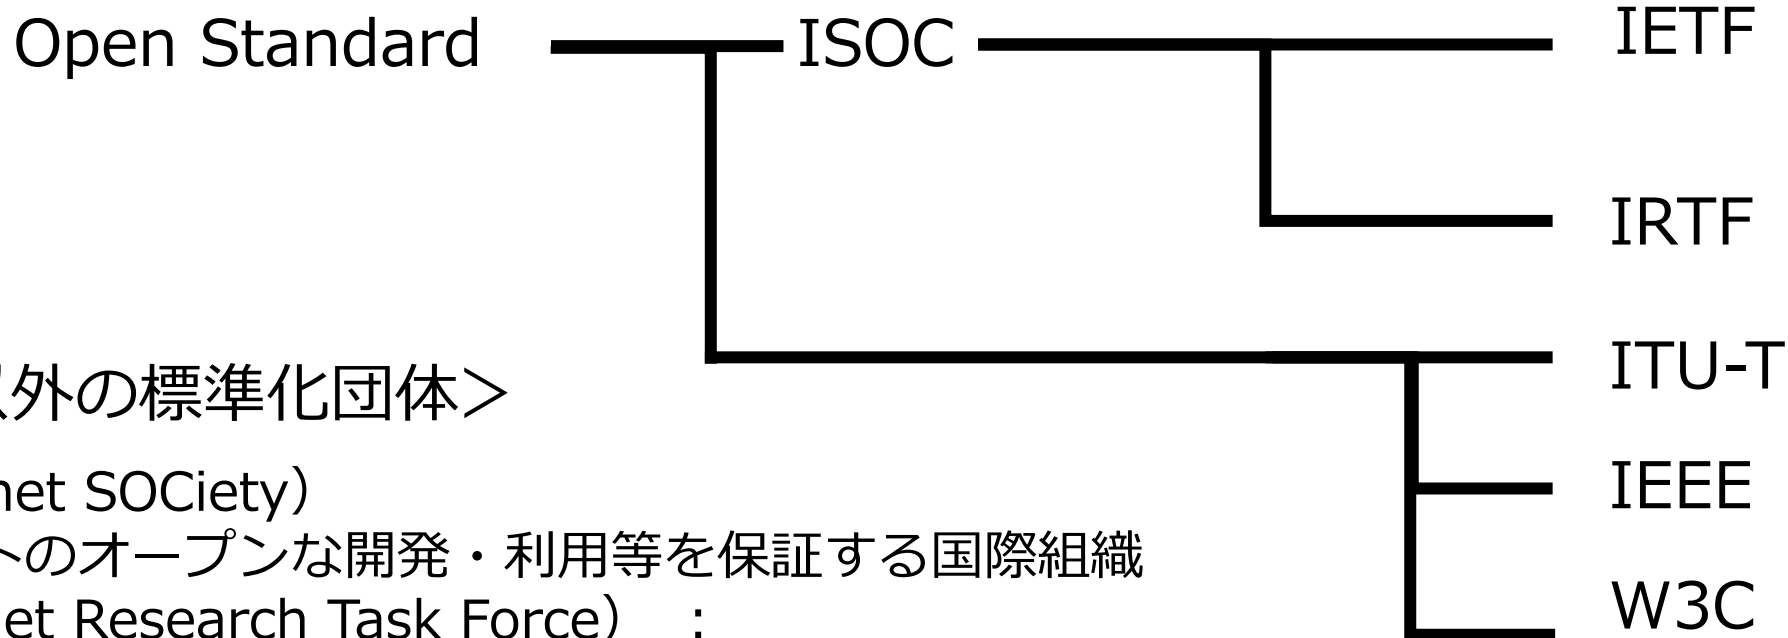 Open Standard
ISOC
IETF
IRTF
ITU-T
IEEE
W3C
外の標準化団体＞
net SOCiety）
トのオープンな開発・利用等を保証する国際組織
et Research Task Force） ：